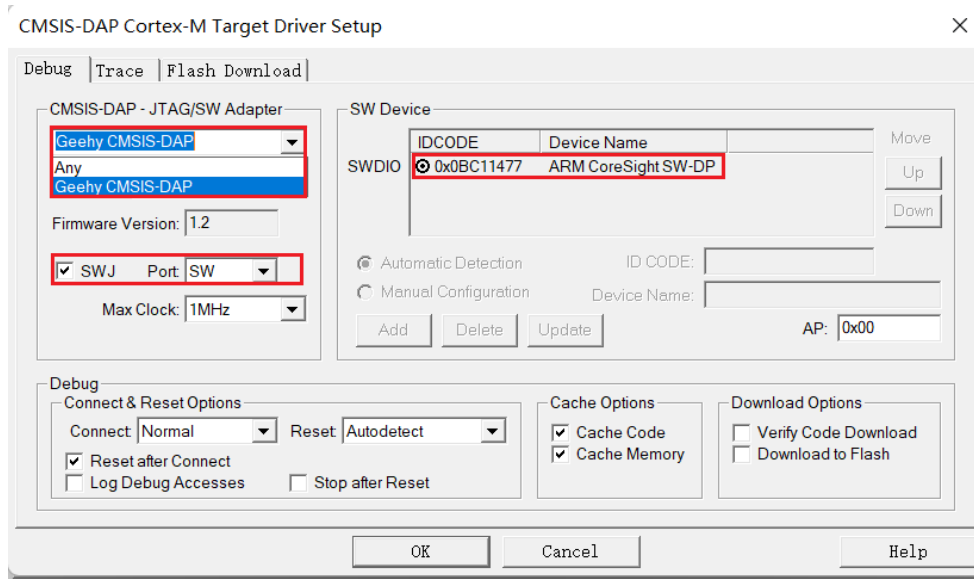 CMSIS-DAP Cortex-M Target Driver Setup
Debug Trace Flash Download
CMSIS-DAP - JTAG/SW Adapter
Geehy CMSIS-DAP
Any
Geehy CMSIS-DAP
Firmware Version: 1.2
SWJ Port: SW
Max Clock: 1MHz
SW Device
IDCODE Device Name Move
SWDIO 0x0BC11477 ARM CoreSight SW-DP Up
Down
Automatic Detection ID CODE:
Manual Configuration Device Name:
Add Delete Update AP: 0x00
Debug
Connect & Reset Options
Connect: Normal Reset: Autodetect
Reset after Connect
Log Debug Accesses Stop after Reset
Cache Options
Cache Code
Cache Memory
Download Options
Verify Code Download
Download to Flash
OK Cancel Help